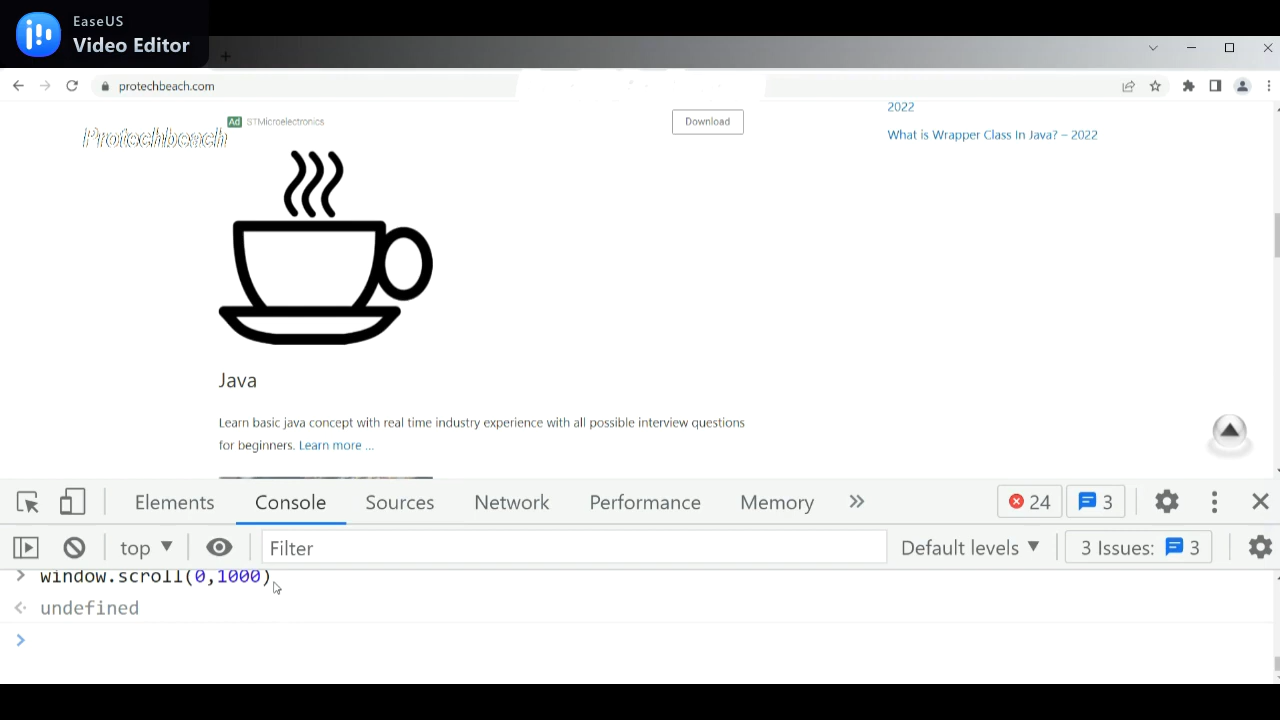 EaseUS
Video Editor
protechbeach.com
Protechbeach
Ad STMicroelectronics
Download
2022
What is Wrapper Class In Java? – 2022
Java
Learn basic java concept with real time industry experience with all possible interview questions
for beginners. Learn more ...
Elements Console Sources Network Performance Memory
24 3
top Filter Default levels 3 Issues: 3
window.scroll(0,1000)
undefined